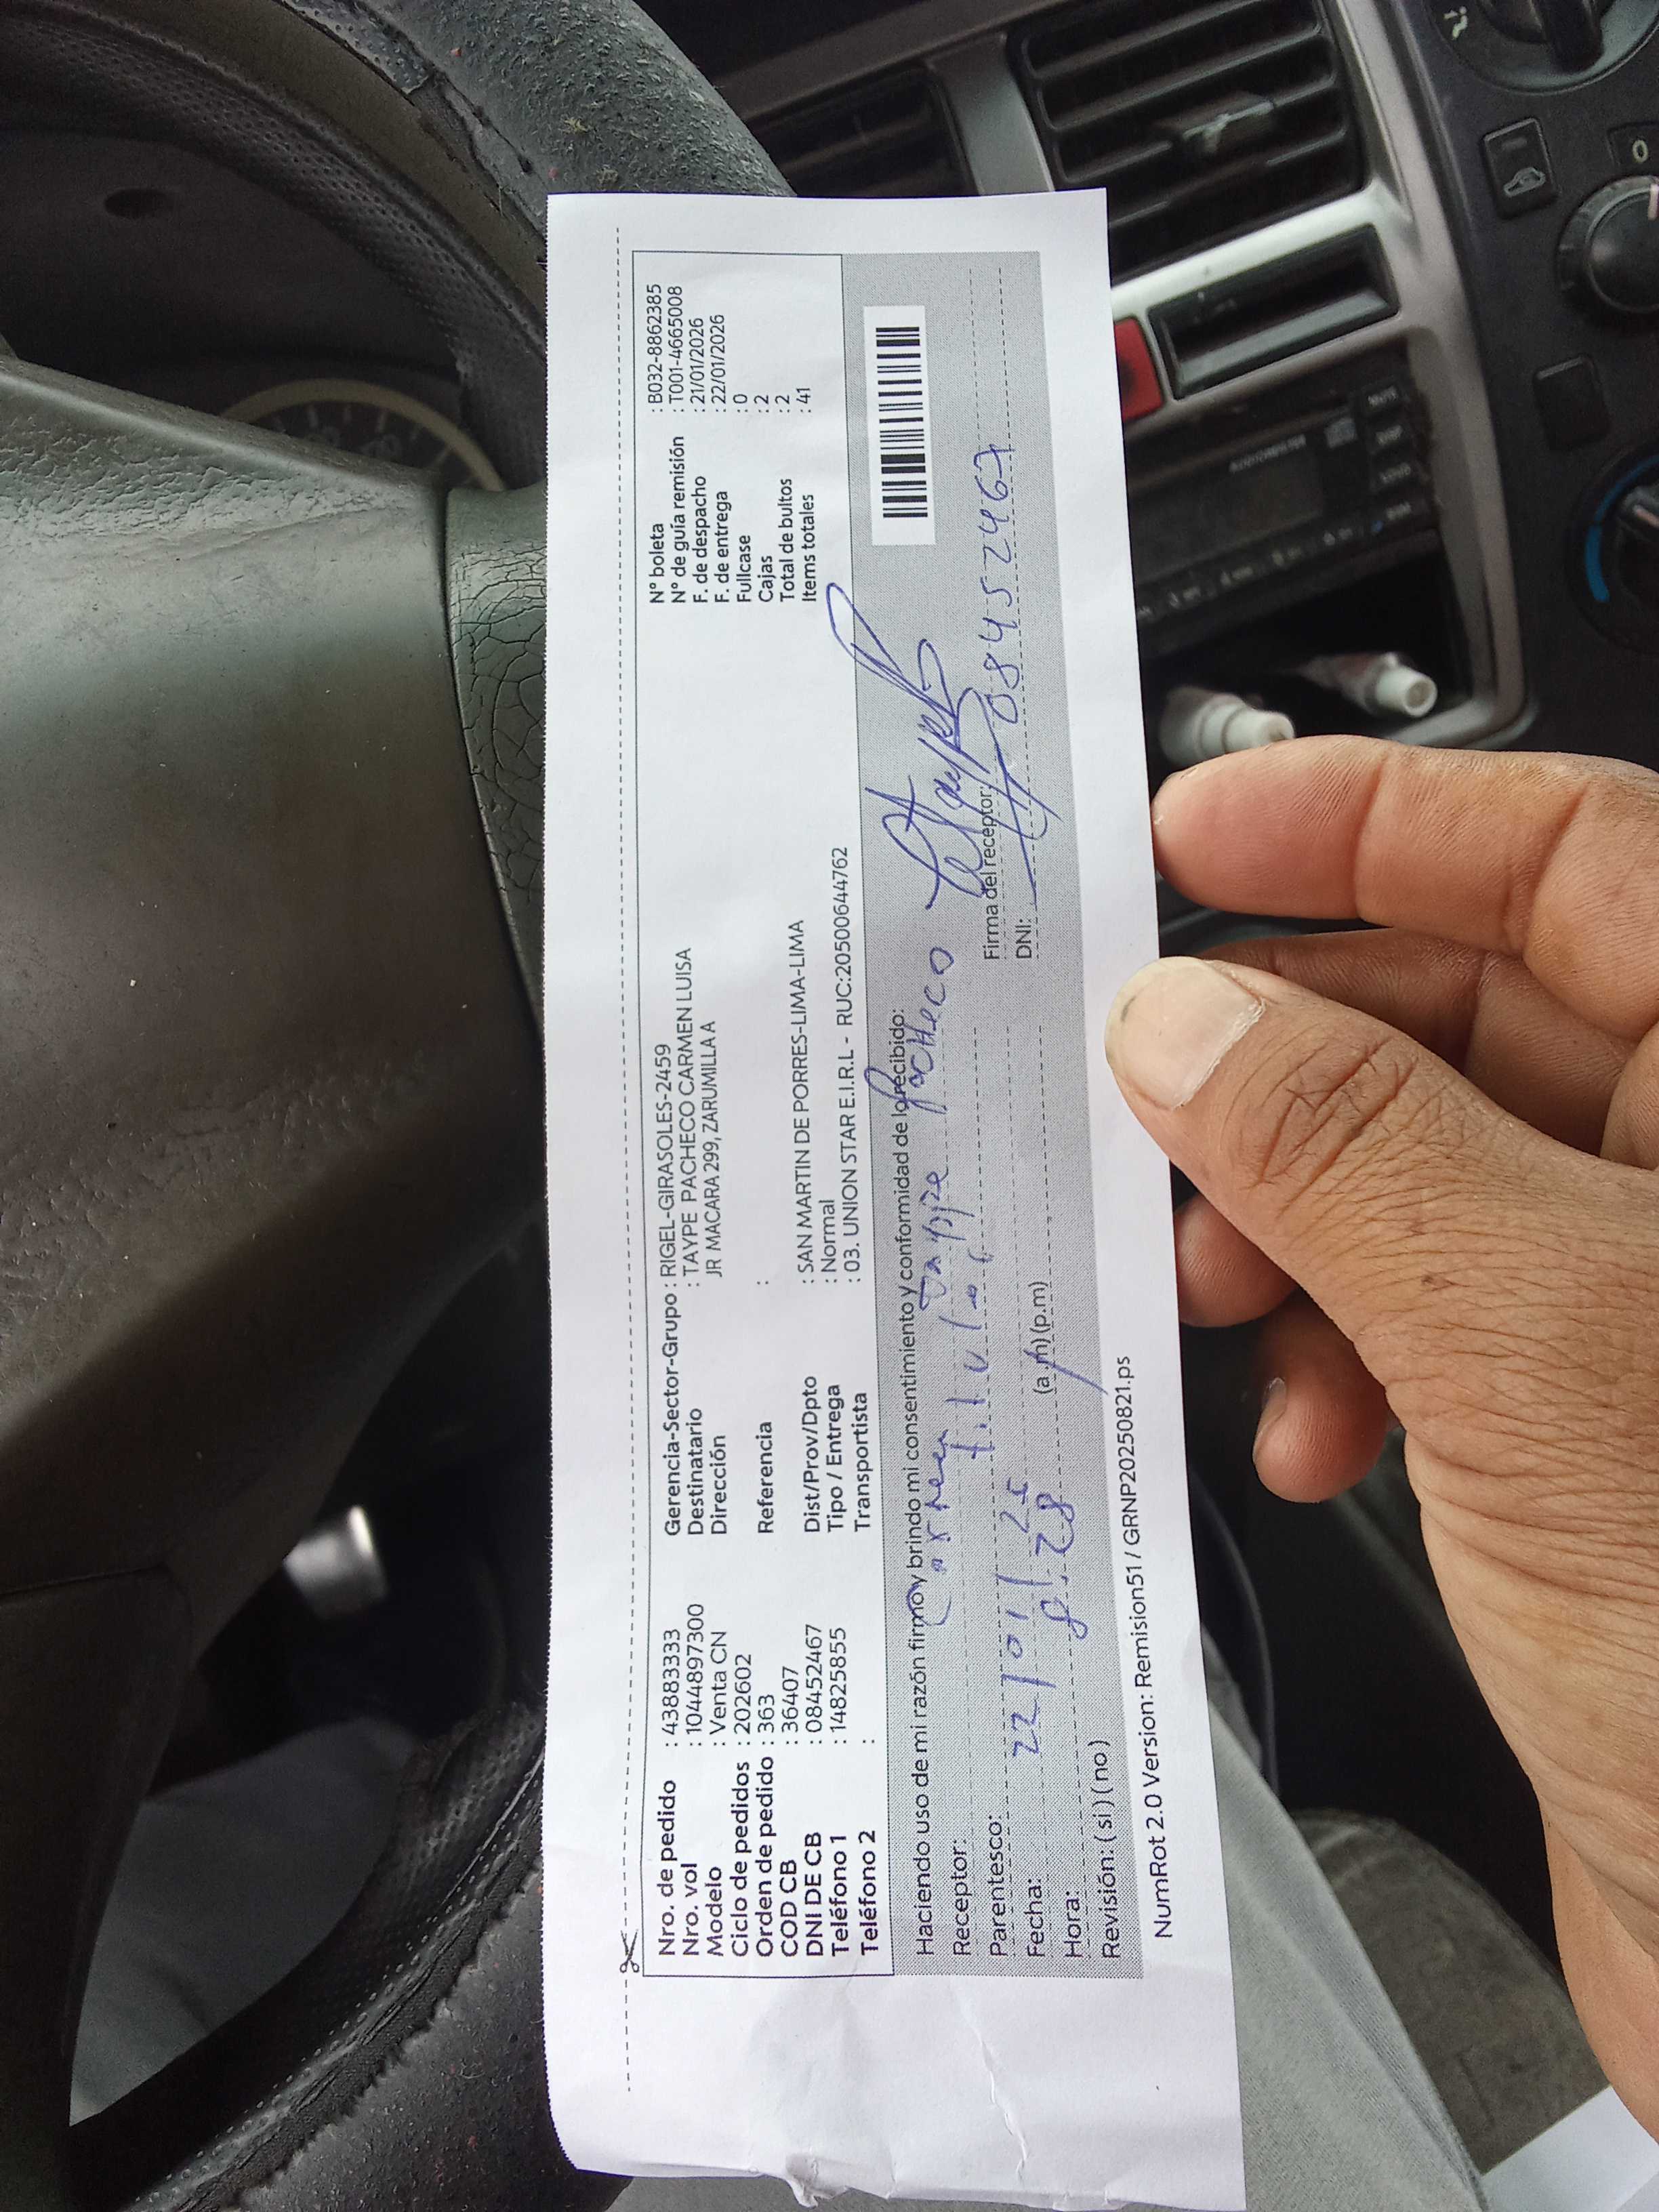 Nro. de pedido : 43883333
Nro. vol : 1044897300
Modelo : Venta CN
Ciclo de pedidos : 202602
Orden de pedido : 363
COD CB : 36407
DNI DE CB : 08452467
Teléfono 1 : 14825855
Teléfono 2 :
Gerencia-Sector-Grupo : RIGEL-GIRASOLES-2459
Destinatario : TAYPE PACHECO CARMEN LUISA
Dirección JR MACARA 299, ZARUMILLA A
Referencia :
Dist/Prov/Dpto : SAN MARTIN DE PORRES-LIMA-LIMA
Tipo / Entrega : Normal
Transportista : 03. UNION STAR E.I.R.L - RUC:20500644762
N° boleta : B032-8862385
N° de guía remisión : T001-4665008
F. de despacho : 21/01/2026
F. de entrega : 22/01/2026
Fullcase : 0
Cajas : 2
Total de bultos : 2
Items totales : 41
Haciendo uso de mi razón firmo y brindo mi consentimiento y conformidad de lo recibido:
Receptor: Carmen Taype Pacheco
Parentesco: titular
Firma del receptor:
Fecha: 22/01/26
DNI: 08452467
Hora: 8:28 (a.m) (p.m)
Revisión: (si) (no)
NumRot 2.0 Version: Remision51 / GRNP20250821.ps